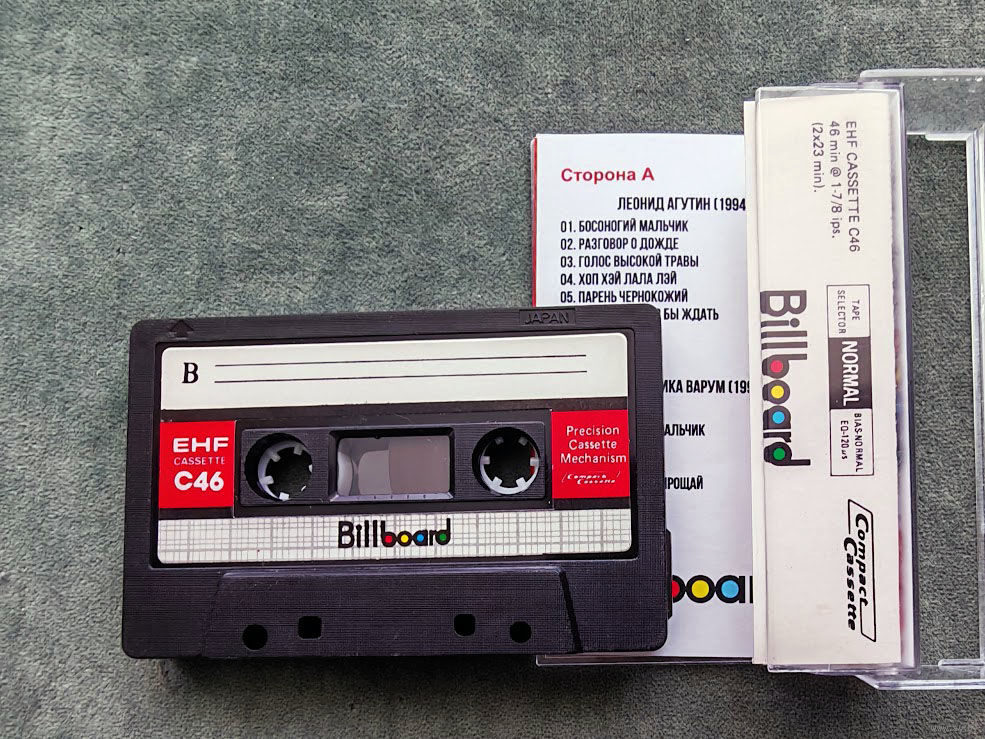 Сторона А
ЛЕОНИД АГУТИН (1994
01. БОСОНОГИЙ МАЛЬЧИК
02. РАЗГОВОР О ДОЖДЕ
03. ГОЛОС ВЫСОКОЙ ТРАВЫ
04. ХОП ХЭЙ ЛАЛА ЛЭЙ
05. ПАРЕНЬ ЧЕРНОКОЖИЙ
БЫ ЖДАТЬ
ИКА ВАРУМ (199
АЛЬЧИК
РОЩАЙ
boa
JAPAN
B
EHF
CASSETTE
C46
Precision
Cassette
Mechanism
Compact
Cassette
Billboard
EHF CASSETTE C46
46 min @ 1-7/8 ips.
(2x23 min).
TAPE
SELECTOR
NORMAL
BIAS-NORMAL
EQ-120µs
Billboard
Compact
Cassette